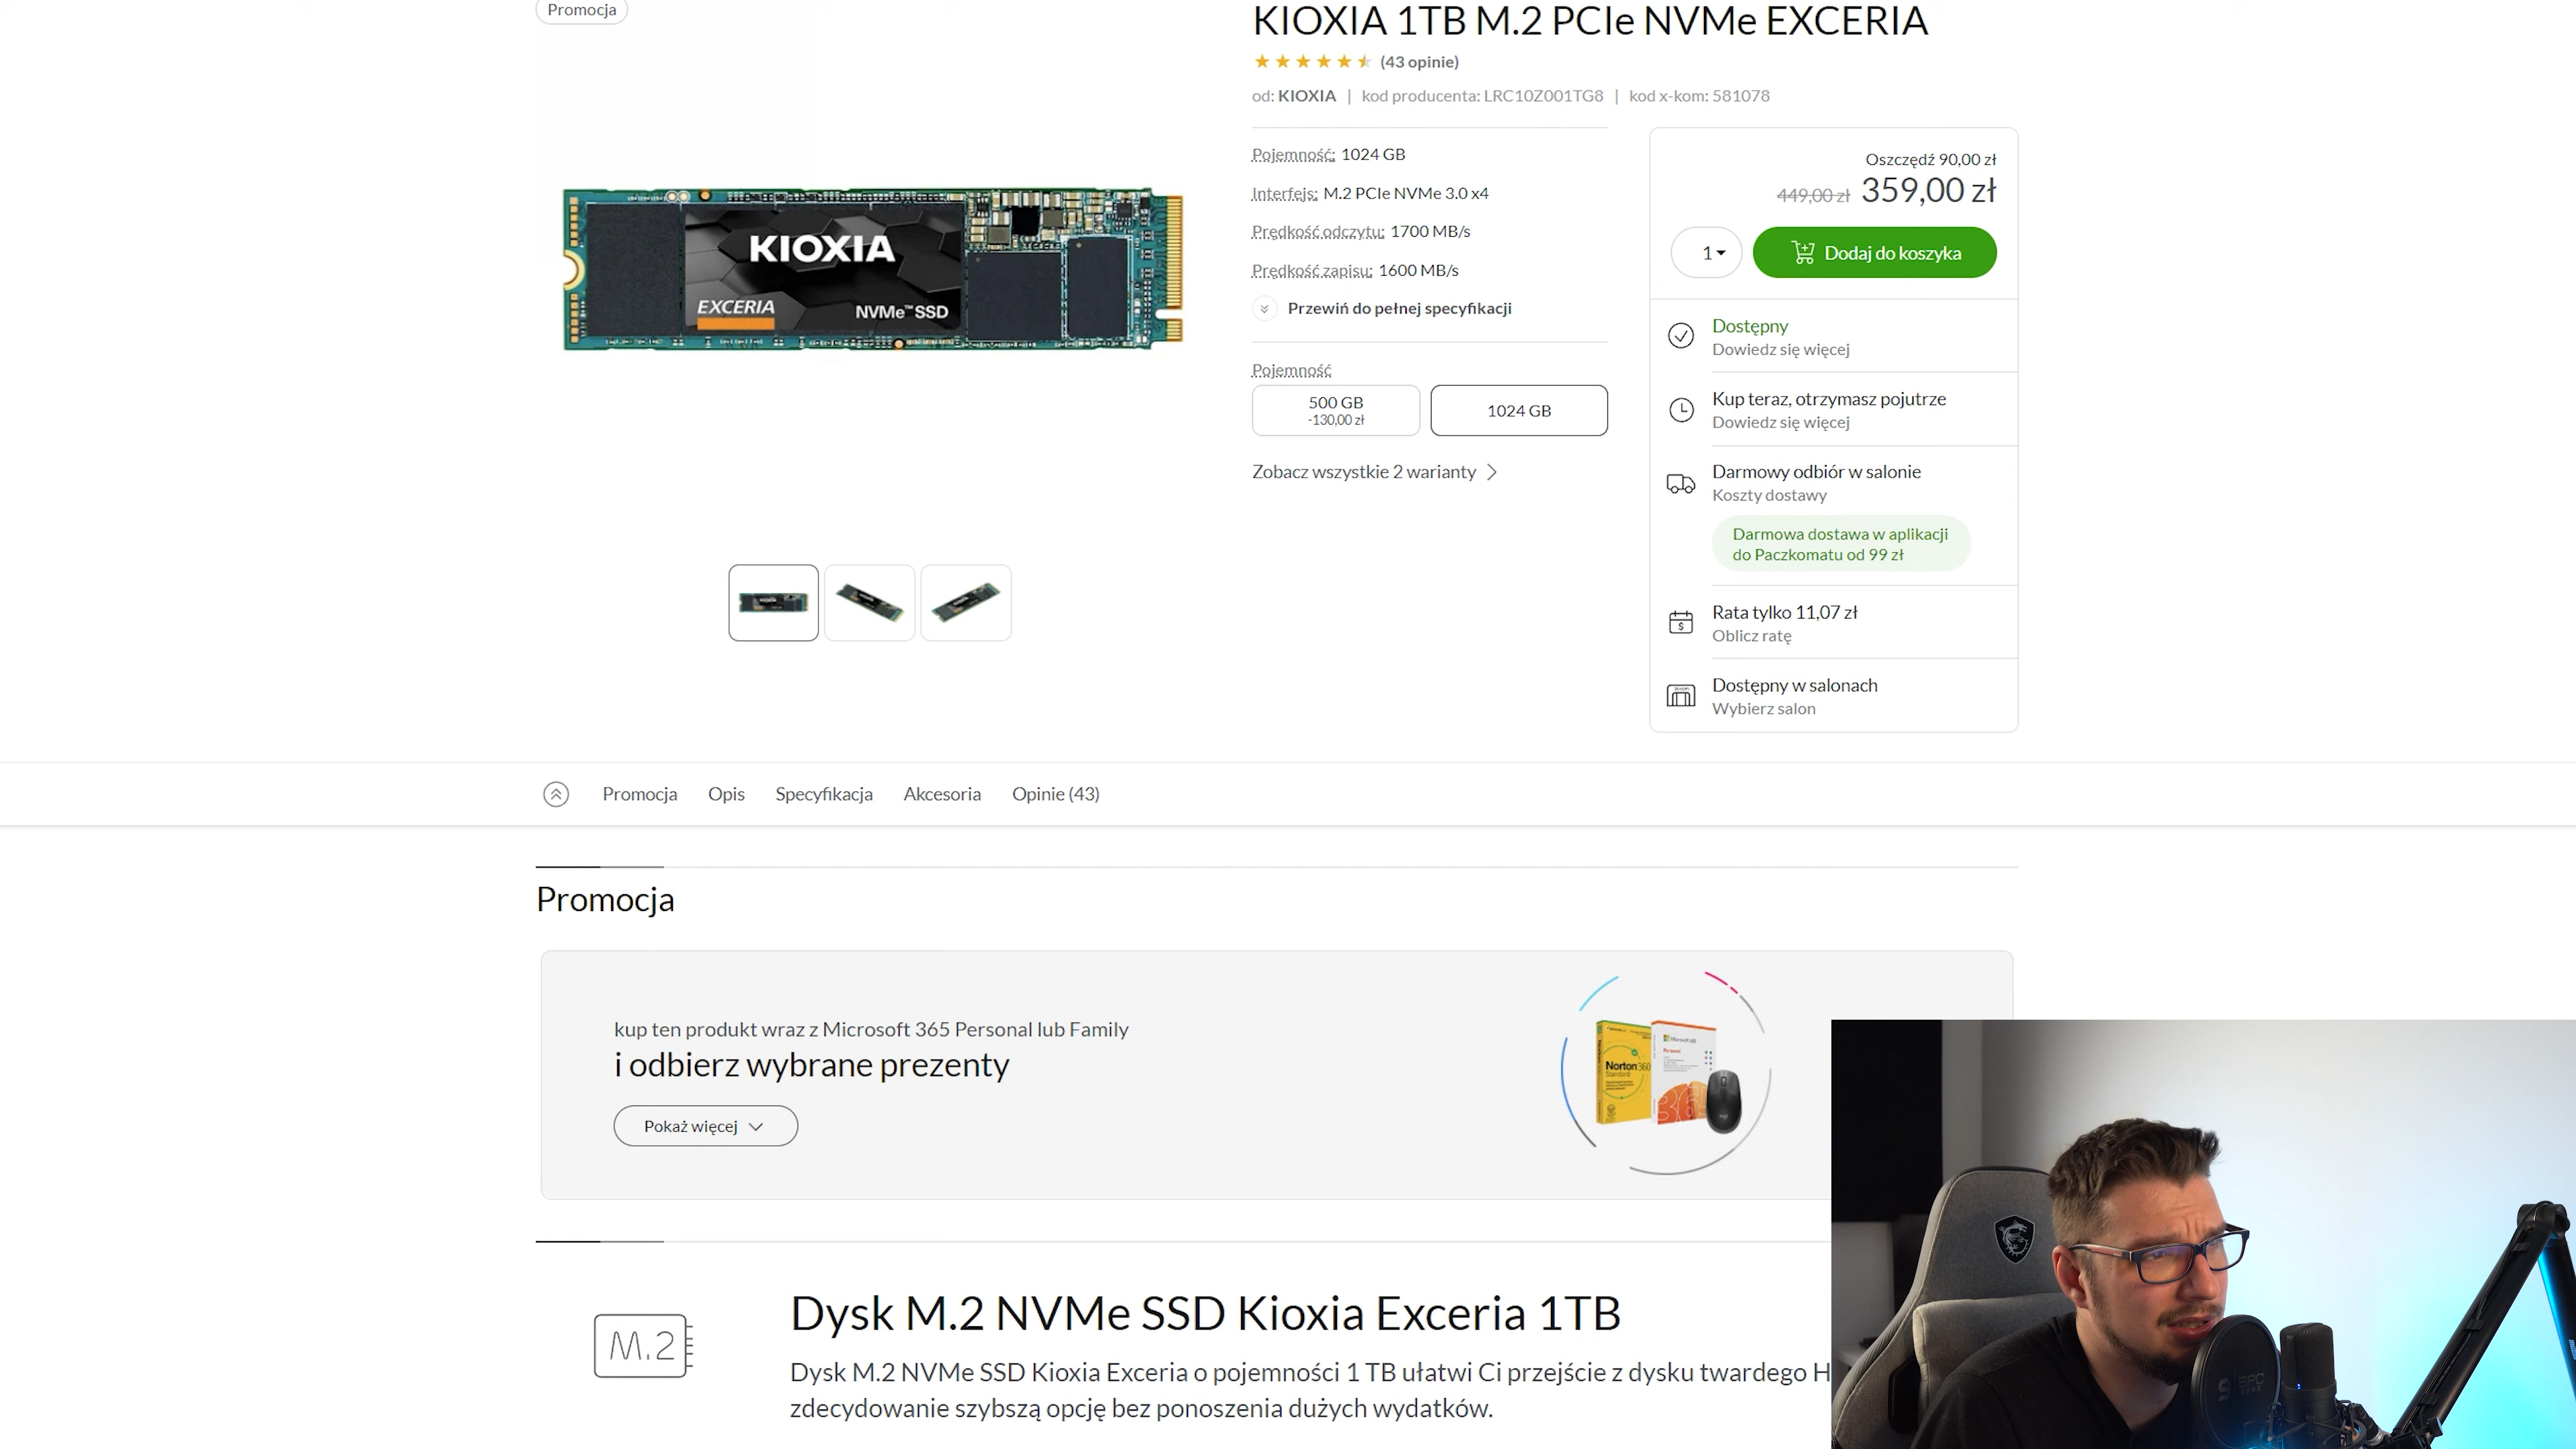 Promocja
KIOXIA 1TB M.2 PCIe NVMe EXCERIA
(43 opinie)
od: KIOXIA | kod producenta: LRC10Z001TG8 | kod x-kom: 581078
Pojemność: 1024 GB
Interfejs: M.2 PCIe NVMe 3.0 x4
Prędkość odczytu: 1700 MB/s
Prędkość zapisu: 1600 MB/s
Przewiń do pełnej specyfikacji
Pojemność
500 GB
-130,00 zł
1024 GB
Zobacz wszystkie 2 warianty
Oszczędź 90,00 zł
449,00 zł 359,00 zł
1
Dodaj do koszyka
Dostępny
Dowiedz się więcej
Kup teraz, otrzymasz pojutrze
Dowiedz się więcej
Darmowy odbiór w salonie
Koszty dostawy
Darmowa dostawa w aplikacji
do Paczkomatu od 99 zł
Rata tylko 11,07 zł
Oblicz ratę
Dostępny w salonach
Wybierz salon
KIOXIA
EXCERIA
NVMe™ SSD
Promocja Opis Specyfikacja Akcesoria Opinie (43)
Promocja
kup ten produkt wraz z Microsoft 365 Personal lub Family
i odbierz wybrane prezenty
Pokaż więcej
Norton 360
Standard
M.2
Dysk M.2 NVMe SSD Kioxia Exceria 1TB
Dysk M.2 NVMe SSD Kioxia Exceria o pojemności 1 TB ułatwi Ci przejście z dysku twardego H
zdecydowanie szybszą opcję bez ponoszenia dużych wydatków.